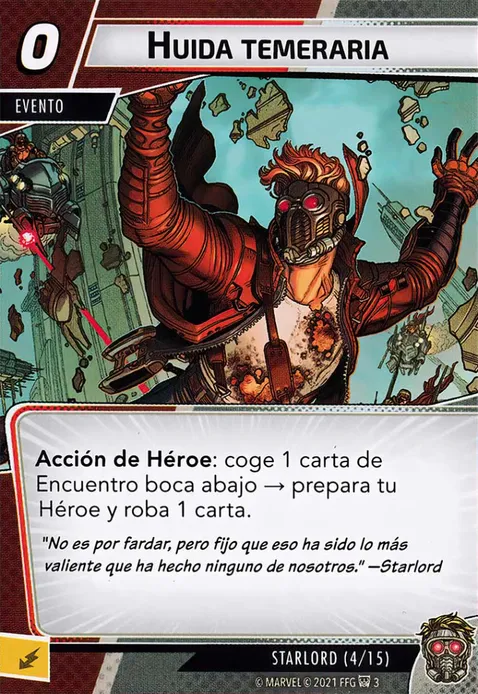 0
HUIDA TEMERARIA
EVENTO
Acción de Héroe: coge 1 carta de
Encuentro boca abajo → prepara tu
Héroe y roba 1 carta.
"No es por fardar, pero fijo que eso ha sido lo más
valiente que ha hecho ninguno de nosotros." —Starlord
STARLORD (4/15)
© MARVEL © 2021 FFG 3